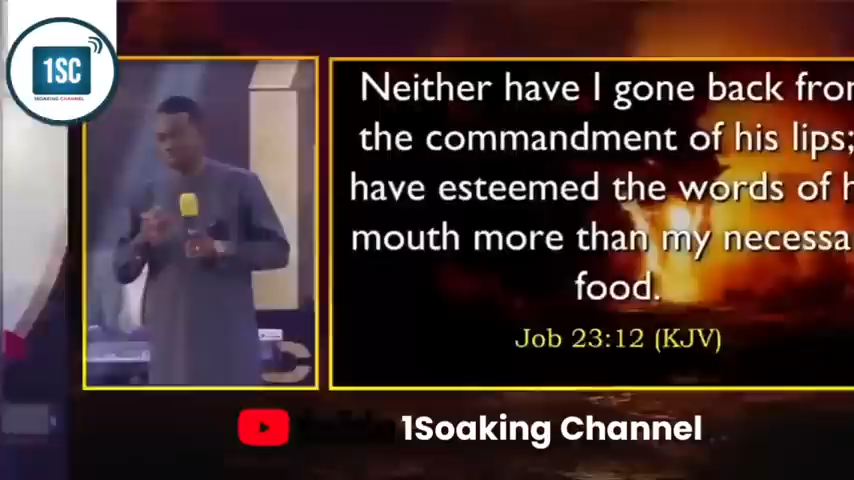 1SC
1SOAKING CHANNEL
Neither have I gone back from
the commandment of his lips;
have esteemed the words of h
mouth more than my necessa
food.
Job 23:12 (KJV)
1Soaking Channel